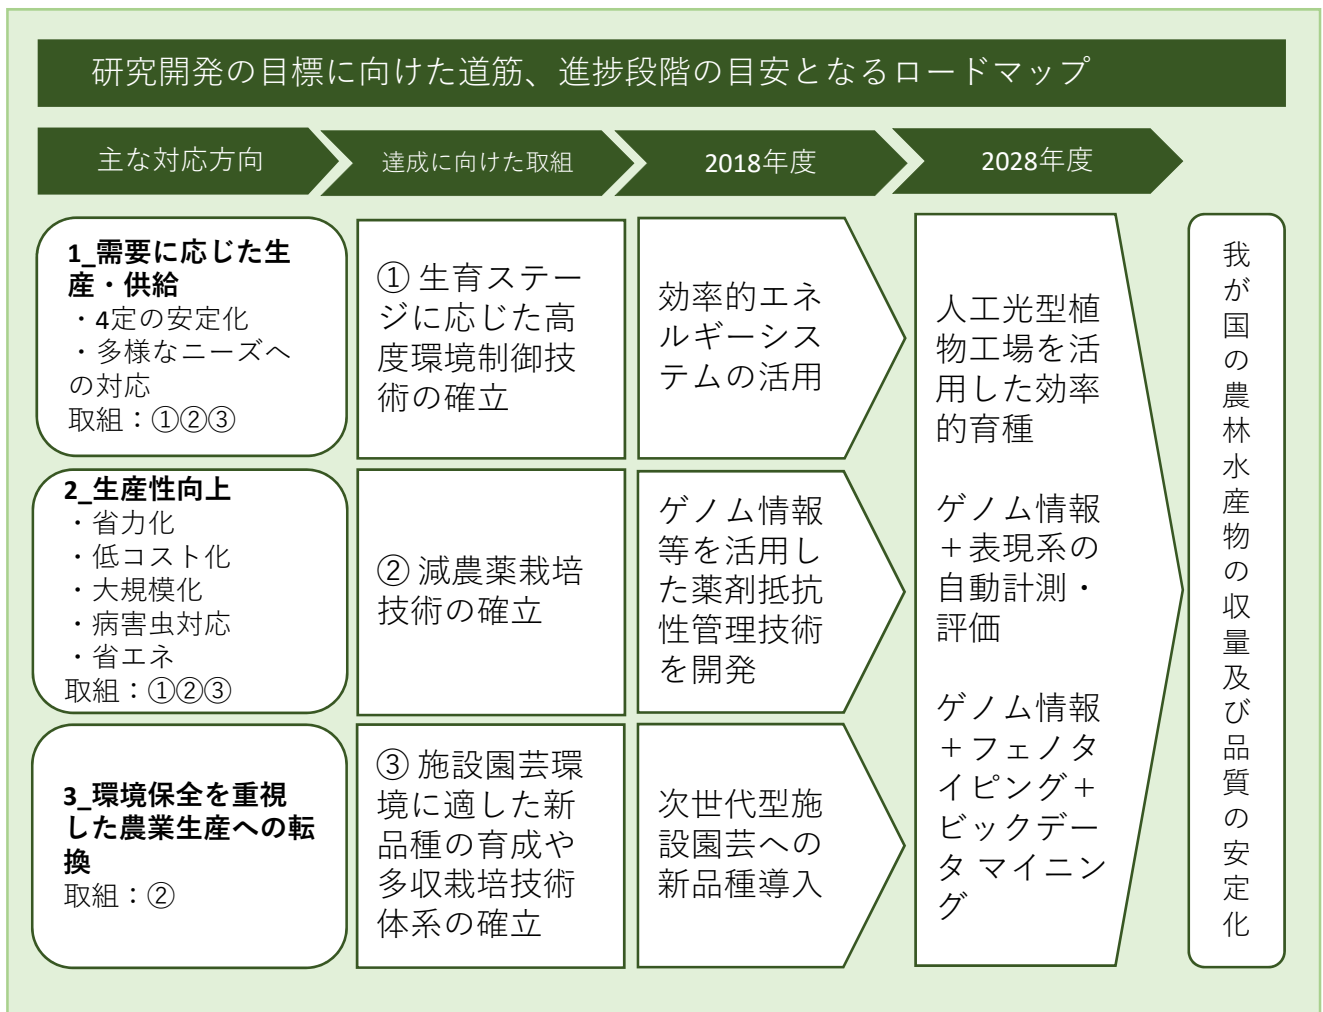 研究開発の目標に向けた道筋、進捗段階の目安となるロードマップ
主な対応方向
達成に向けた取組
2018年度
2028年度
1_需要に応じた生
産・供給
・4定の安定化
・多様なニーズへ
の対応
取組：①②③
① 生育ステー
ジに応じた高
度環境制御技
術の確立
効率的エネ
ルギーシス
テムの活用
2_生産性向上
・省力化
・低コスト化
・大規模化
・病害虫対応
・省エネ
取組：①②③
② 減農薬栽培
技術の確立
ゲノム情報
等を活用し
た薬剤抵抗
性管理技術
を開発
3_環境保全を重視
した農業生産への転
換
取組：②
③ 施設園芸環
境に適した新
品種の育成や
多収栽培技術
体系の確立
次世代型施
設園芸への
新品種導入
人工光型植
物工場を活
用した効率
的育種
ゲノム情報
＋表現系の
自動計測・
評価
ゲノム情報
＋フェノタ
イピング＋
ビックデー
タ マイニン
グ
我が国の農林水産物の収量及び品質の安定化